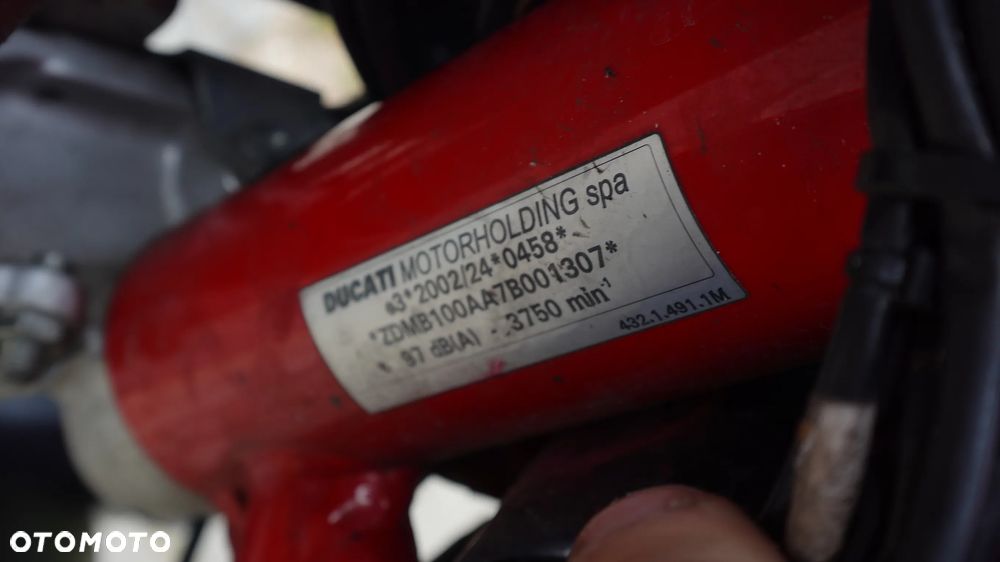 DUCATI MOTORHOLDING spa
e3*2002/24*0458*
*ZDMB100AA7B001307*
97 dB(A) - 3750 min-¹
432.1.491.1M
OTOMOTO